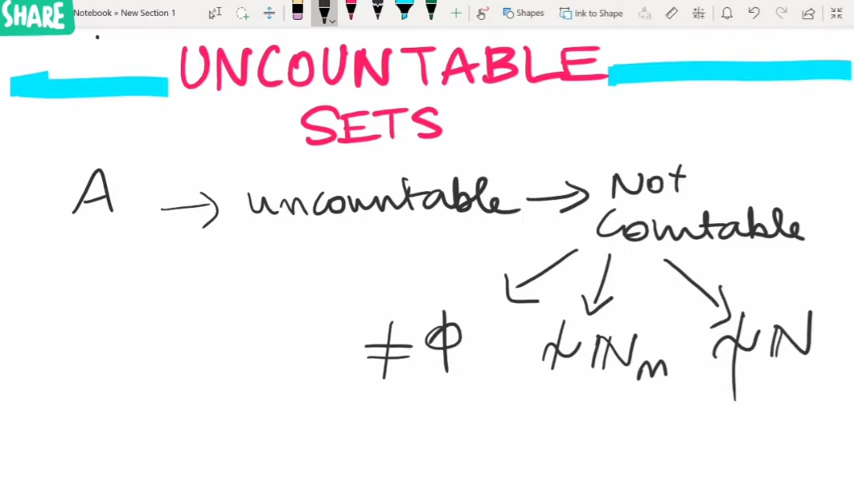 SHARE
Notebook » New Section 1
Shapes
Ink to Shape
UNCOUNTABLE
SETS
A → uncountable → Not
Countable
≠ Φ ≁ ℕm ≁ ℕ